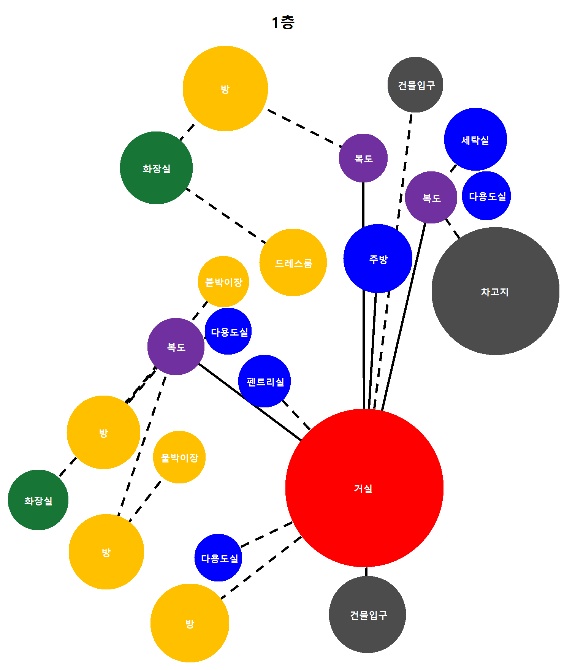 1층
방
건물입구
세탁실
복도
화장실
복도
다용도실
주방
드레스룸
붙박이장
차고지
다용도실
복도
펜트리실
방
붙박이장
거실
화장실
방
다용도실
건물입구
방